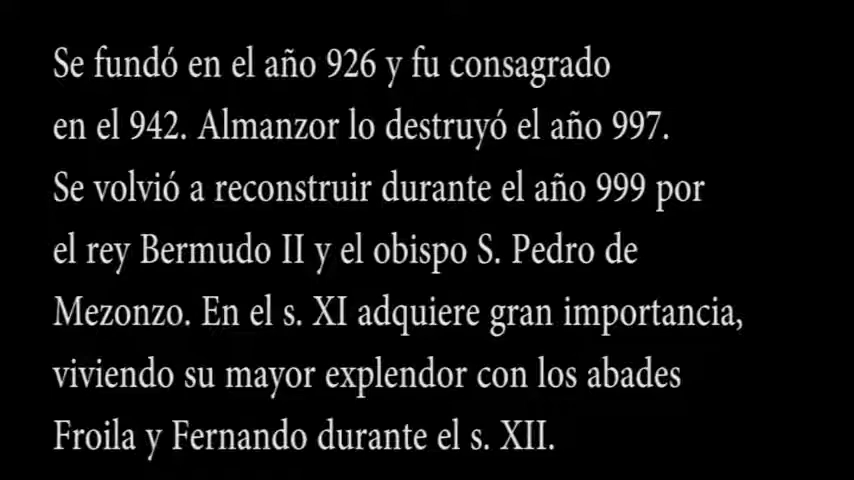 Se fundó en el año 926 y fu consagrado
en el 942. Almanzor lo destruyó el año 997.
Se volvió a reconstruir durante el año 999 por
el rey Bermudo II y el obispo S. Pedro de
Mezonzo. En el s. XI adquiere gran importancia,
viviendo su mayor explendor con los abades
Froila y Fernando durante el s. XII.